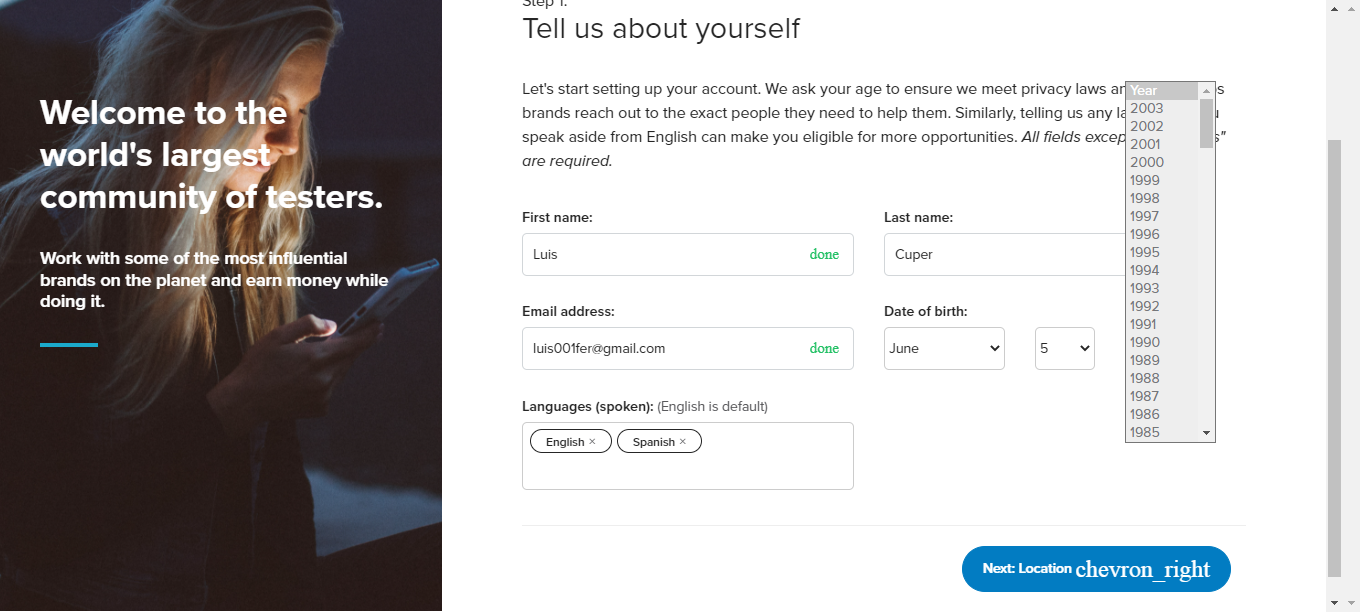 Welcome to the
world's largest
community of testers.
Work with some of the most influential
brands on the planet and earn money while
doing it.
Step 1:
Tell us about yourself
Let's start setting up your account. We ask your age to ensure we meet privacy laws
brands reach out to the exact people they need to help them. Similarly, telling us any
speak aside from English can make you eligible for more opportunities. All fields
are required.
First name:
Luis
done
Last name:
Cuper
Email address:
luis001fer@gmail.com
done
Date of birth:
June
5
Year
2003
2002
2001
2000
1999
1998
1997
1996
1995
1994
1993
1992
1991
1990
1989
1988
1987
1986
1985
Languages (spoken): (English is default)
English ×
Spanish ×
Next: Location chevron_right